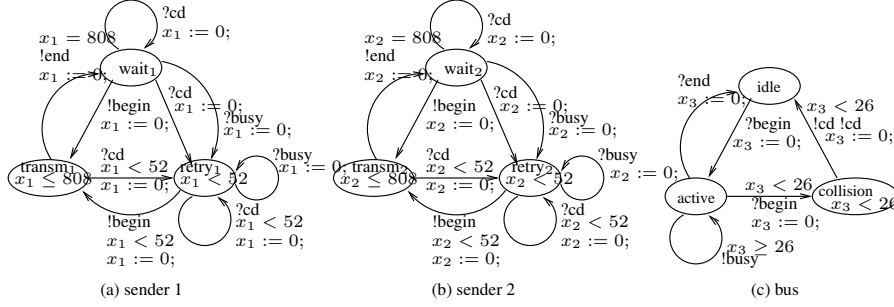 ?cd
x₁ := 0;
x₁ = 808
!end
x₁ := 0;
wait₁
?cd
x₁ := 0;
!begin
x₁ := 0;
?busy
x₁ := 0;
transm₁
x₁ ≤ 808
?cd
x₁ < 52
x₁ := 0;
retry₁
x₁ < 52
?busy
x₁ := 0;
!begin
x₁ < 52
x₁ := 0;
?cd
x₁ < 52
x₁ := 0;
(a) sender 1
?cd
x₂ := 0;
x₂ = 808
!end
x₂ := 0;
wait₂
?cd
x₂ := 0;
!begin
x₂ := 0;
?busy
x₂ := 0;
transm₂
x₂ ≤ 808
?cd
x₂ < 52
x₂ := 0;
retry₂
x₂ < 52
?busy
x₂ := 0;
!begin
x₂ < 52
x₂ := 0;
?cd
x₂ < 52
x₂ := 0;
(b) sender 2
?end
x₃ := 0;
idle
?begin
x₃ := 0;
x₃ < 26
!cd !cd
x₃ := 0;
active
x₃ < 26
?begin
x₃ := 0;
collision
x₃ < 26
x₃ ≥ 26
!busy
(c) bus